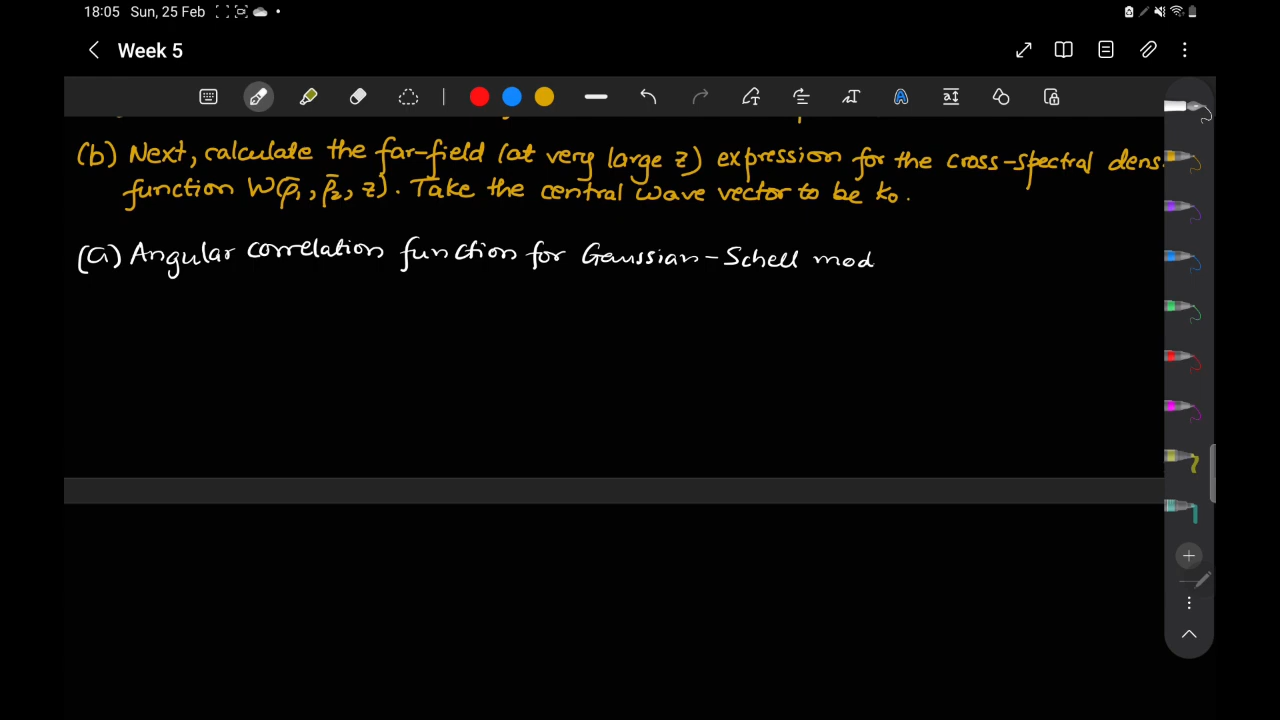 18:05 Sun, 25 Feb
Week 5
(b) Next, calculate the far-field (at very large z) expression for the cross-spectral dens
function W(ρ̄₁, ρ̄₂, z). Take the central wave vector to be k₀.
(a) Angular correlation function for Gaussian-Schell mod